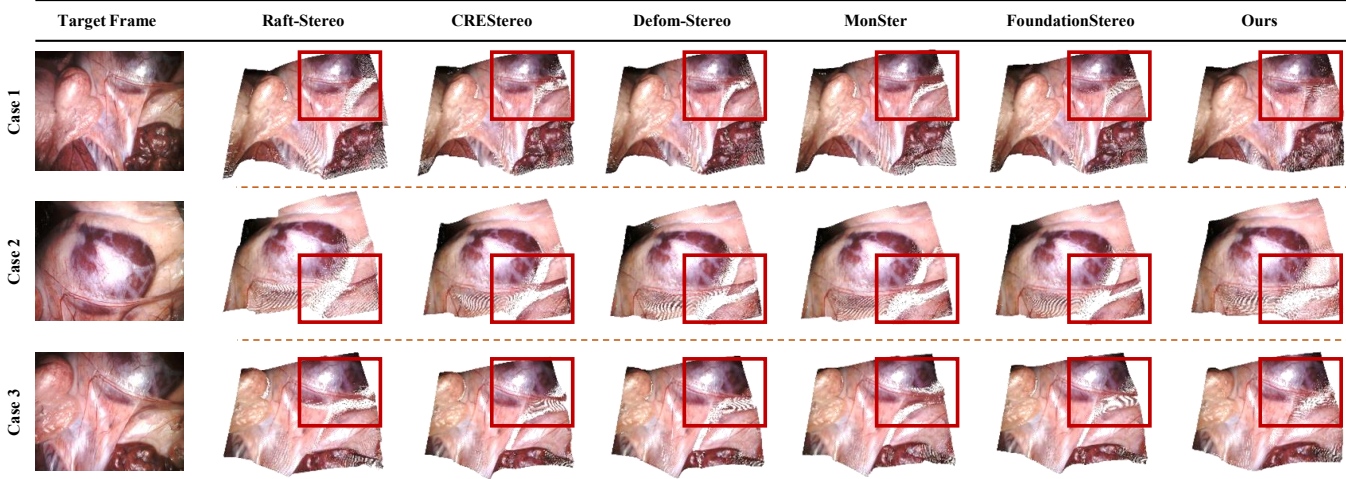 Target Frame Raft-Stereo CREStereo Defom-Stereo MonSter FoundationStereo Ours
Case 1
Case 2
Case 3